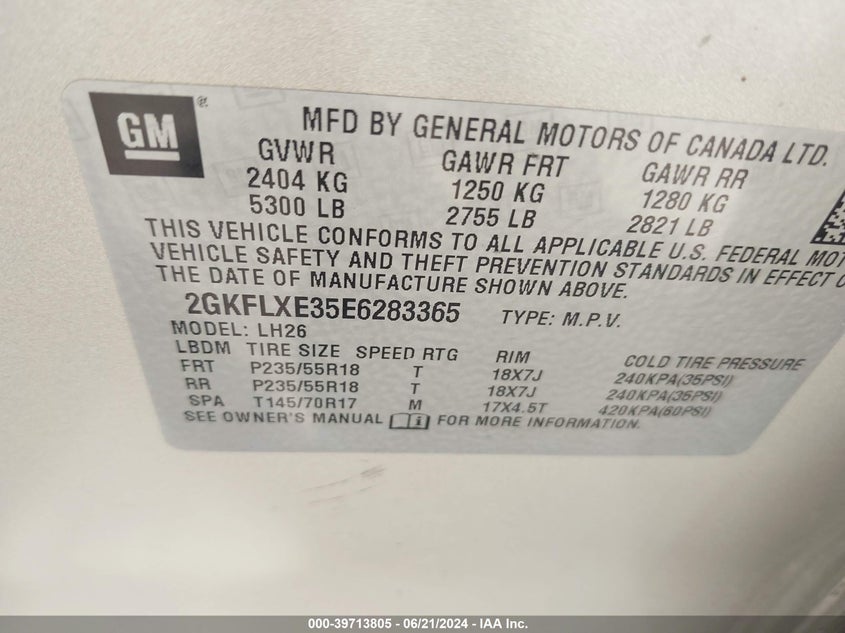 GM ®
MFD BY GENERAL MOTORS OF CANADA LTD.
GVWR GAWR FRT GAWR RR
2404 KG 1250 KG 1280 KG
5300 LB 2755 LB 2821 LB
THIS VEHICLE CONFORMS TO ALL APPLICABLE U.S. FEDERAL
VEHICLE SAFETY AND THEFT PREVENTION STANDARDS IN EFFECT
THE DATE OF MANUFACTURE SHOWN ABOVE.
2GKFLXE35E6283365 TYPE: M.P.V.
MODEL: LH26
LBDM TIRE SIZE SPEED RTG RIM COLD TIRE PRESSURE
FRT P235/55R18 T 18X7J 240KPA(35PSI)
RR P235/55R18 T 18X7J 240KPA(35PSI)
SPA T145/70R17 M 17X4.5T 420KPA(60PSI)
SEE OWNER'S MANUAL i FOR MORE INFORMATION.
000-39713805 - 06/21/2024 - IAA Inc.